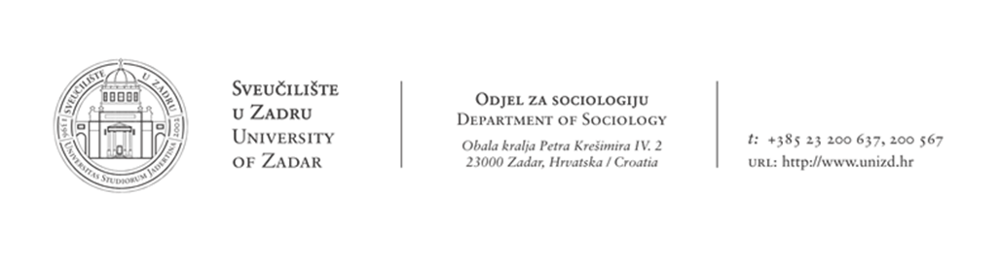 SVEUČILIŠTE U ZADRU
1396
2002
UNIVERSITAS STUDIORUM JADERTINA
SVEUČILIŠTE
U ZADRU
UNIVERSITY
OF ZADAR
ODJEL ZA SOCIOLOGIJU
DEPARTMENT OF SOCIOLOGY
Obala kralja Petra Krešimira IV. 2
23000 Zadar, Hrvatska / Croatia
t: +385 23 200 637, 200 567
URL: http://www.unizd.hr